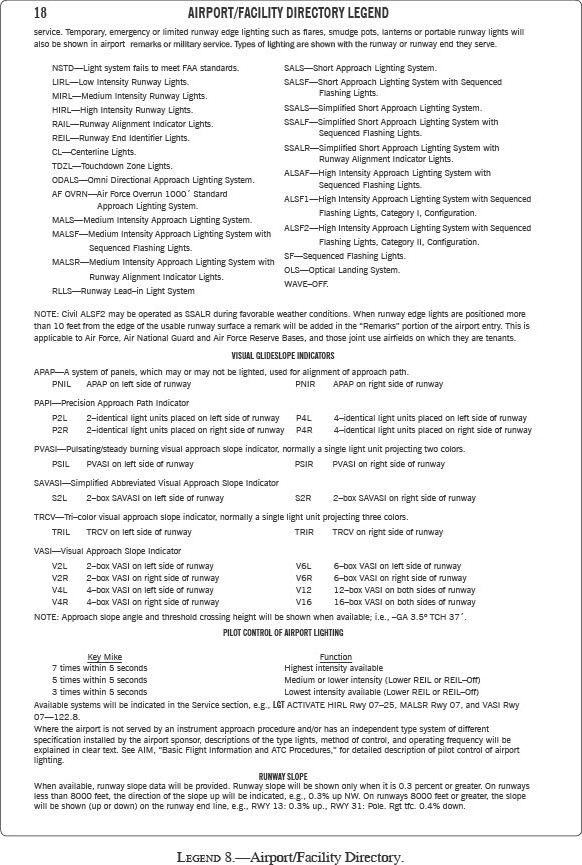 18 AIRPORT/FACILITY DIRECTORY LEGEND
service. Temporary, emergency or limited runway edge lighting such as flares, smudge pots, lanterns or portable runway lights will
also be shown in airport remarks or military service. Types of lighting are shown with the runway or runway end they serve.
NSTD—Light system fails to meet FAA standards.
LIRL—Low Intensity Runway Lights.
MIRL—Medium Intensity Runway Lights.
HIRL—High Intensity Runway Lights.
RAIL—Runway Alignment Indicator Lights.
REIL—Runway End Identifier Lights.
CL—Centerline Lights.
TDZL—Touchdown Zone Lights.
ODALS—Omni Directional Approach Lighting System.
AF OVRN—Air Force Overrun 1000´ Standard
Approach Lighting System.
MALS—Medium Intensity Approach Lighting System.
MALSF—Medium Intensity Approach Lighting System with
Sequenced Flashing Lights.
MALSR—Medium Intensity Approach Lighting System with
Runway Alignment Indicator Lights.
RLLS—Runway Lead–in Light System
SALS—Short Approach Lighting System.
SALSF—Short Approach Lighting System with Sequenced
Flashing Lights.
SSALS—Simplified Short Approach Lighting System.
SSALF—Simplified Short Approach Lighting System with
Sequenced Flashing Lights.
SSALR—Simplified Short Approach Lighting System with
Runway Alignment Indicator Lights.
ALSAF—High Intensity Approach Lighting System with
Sequenced Flashing Lights.
ALSF1—High Intensity Approach Lighting System with Sequenced
Flashing Lights, Category I, Configuration.
ALSF2—High Intensity Approach Lighting System with Sequenced
Flashing Lights, Category II, Configuration.
SF—Sequenced Flashing Lights.
OLS—Optical Landing System.
WAVE–OFF.
NOTE: Civil ALSF2 may be operated as SSALR during favorable weather conditions. When runway edge lights are positioned more
than 10 feet from the edge of the usable runway surface a remark will be added in the "Remarks" portion of the airport entry. This is
applicable to Air Force, Air National Guard and Air Force Reserve Bases, and those joint use airfields on which they are tenants.
VISUAL GLIDESLOPE INDICATORS
APAP—A system of panels, which may or may not be lighted, used for alignment of approach path.
PNIL APAP on left side of runway PNIR APAP on right side of runway
PAPI—Precision Approach Path Indicator
P2L 2–identical light units placed on left side of runway P4L 4–identical light units placed on left side of runway
P2R 2–identical light units placed on right side of runway P4R 4–identical light units placed on right side of runway
PVASI—Pulsating/steady burning visual approach slope indicator, normally a single light unit projecting two colors.
PSIL PVASI on left side of runway PSIR PVASI on right side of runway
SAVASI—Simplified Abbreviated Visual Approach Slope Indicator
S2L 2–box SAVASI on left side of runway S2R 2–box SAVASI on right side of runway
TRCV—Tri–color visual approach slope indicator, normally a single light unit projecting three colors.
TRIL TRCV on left side of runway TRIR TRCV on right side of runway
VASI—Visual Approach Slope Indicator
V2L 2–box VASI on left side of runway V6L 6–box VASI on left side of runway
V2R 2–box VASI on right side of runway V6R 6–box VASI on right side of runway
V4L 4–box VASI on left side of runway V12 12–box VASI on both sides of runway
V4R 4–box VASI on right side of runway V16 16–box VASI on both sides of runway
NOTE: Approach slope angle and threshold crossing height will be shown when available; i.e., –GA 3.5° TCH 37´.
PILOT CONTROL OF AIRPORT LIGHTING
Key Mike Function
7 times within 5 seconds Highest intensity available
5 times within 5 seconds Medium or lower intensity (Lower REIL or REIL–Off)
3 times within 5 seconds Lowest intensity available (Lower REIL or REIL–Off)
Available systems will be indicated in the Service section, e.g., LGT ACTIVATE HIRL Rwy 07–25, MALSR Rwy 07, and VASI Rwy
07—122.8.
Where the airport is not served by an instrument approach procedure and/or has an independent type system of different
specification installed by the airport sponsor, descriptions of the type lights, method of control, and operating frequency will be
explained in clear text. See AIM, "Basic Flight Information and ATC Procedures," for detailed description of pilot control of airport
lighting.
RUNWAY SLOPE
When available, runway slope data will be provided. Runway slope will be shown only when it is 0.3 percent or greater. On runways
less than 8000 feet, the direction of the slope up will be indicated, e.g., 0.3% up NW. On runways 8000 feet or greater, the slope
will be shown (up or down) on the runway end line, e.g., RWY 13: 0.3% up., RWY 31: Pole. Rgt tfc. 0.4% down.
LEGEND 8.—Airport/Facility Directory.